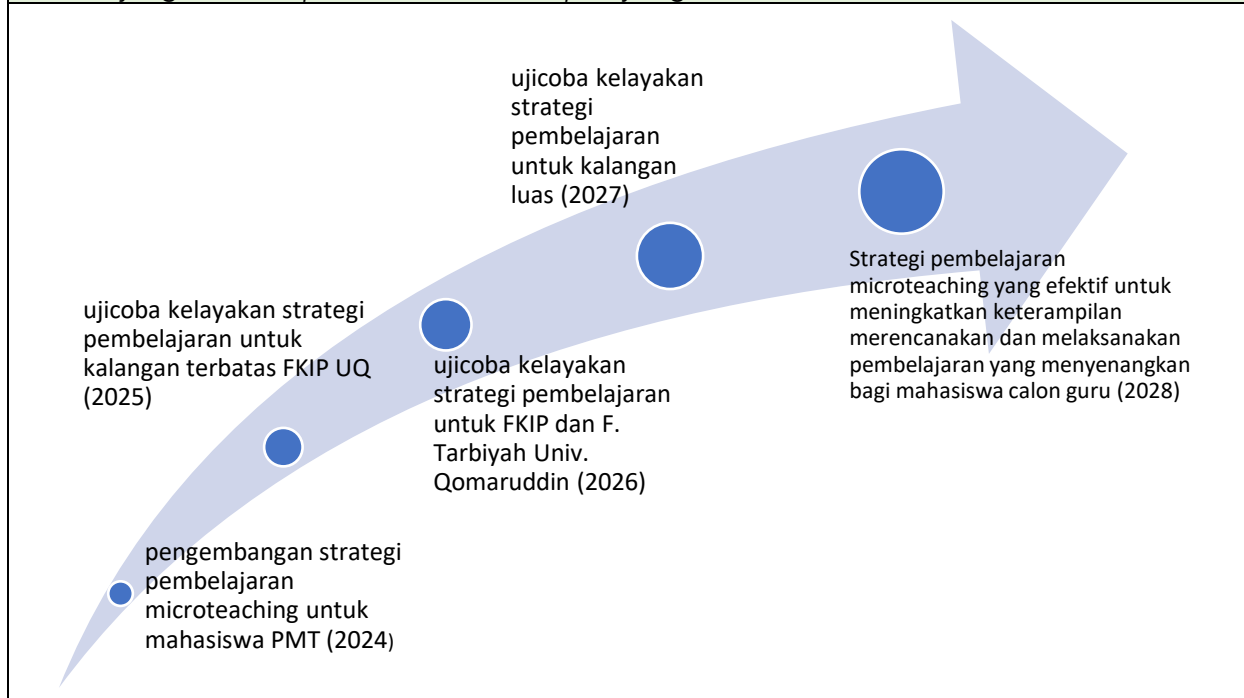 pengembangan strategi
pembelajaran
microteaching untuk
mahasiswa PMT (2024)
ujicoba kelayakan strategi
pembelajaran untuk
kalangan terbatas FKIP UQ
(2025)
ujicoba kelayakan
strategi pembelajaran
untuk FKIP dan F.
Tarbiyah Univ.
Qomaruddin (2026)
ujicoba kelayakan
strategi
pembelajaran
untuk kalangan
luas (2027)
Strategi pembelajaran
microteaching yang efektif untuk
meningkatkan keterampilan
merencanakan dan melaksanakan
pembelajaran yang menyenangkan
bagi mahasiswa calon guru (2028)